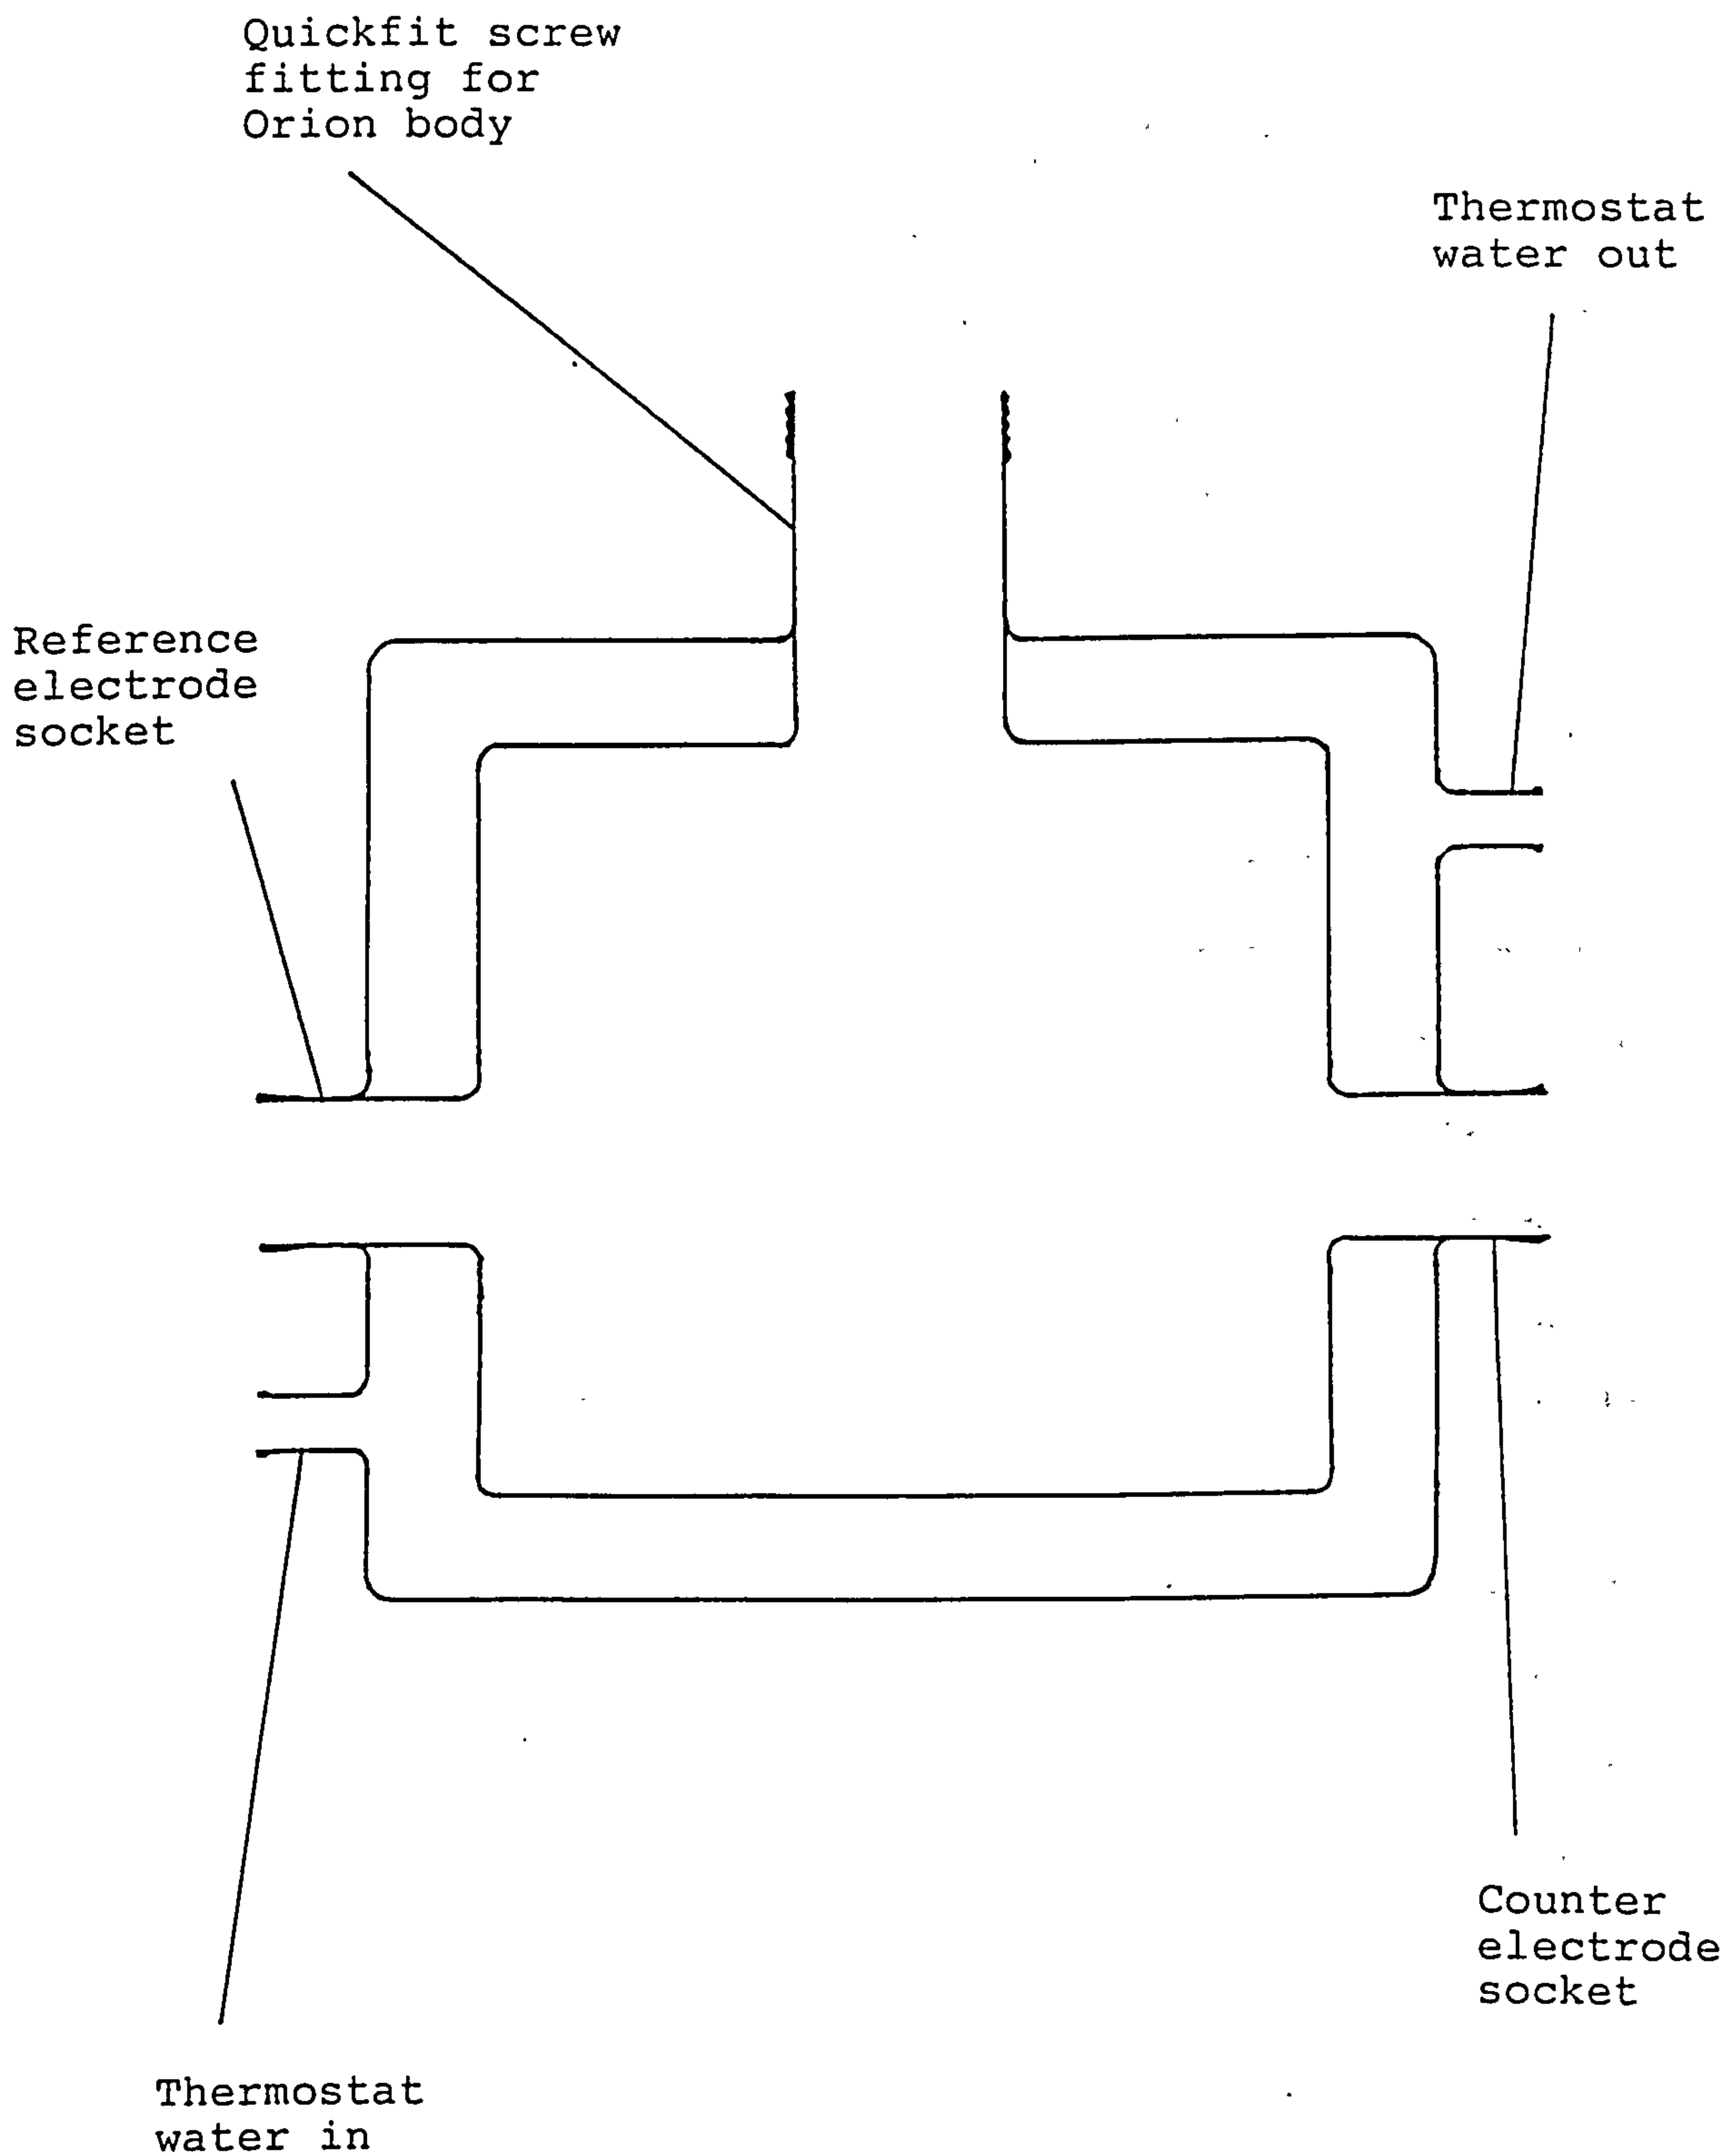 Quickfit screw
fitting for
Orion body
Thermostat
water out
Reference
electrode
socket
Counter
electrode
socket
Thermostat
water in